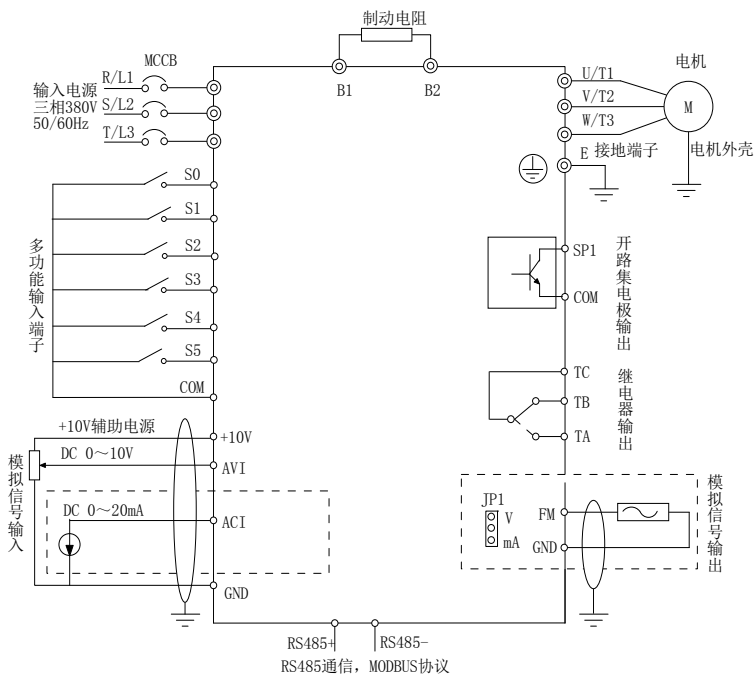 制动电阻
B1
B2
MCCB
输入电源
三相380V
50/60Hz
R/L1
S/L2
T/L3
U/T1
V/T2
W/T3
电机
M
E 接地端子
电机外壳
多功能输入端子
S0
S1
S2
S3
S4
S5
COM
SP1
COM
开路集电极输出
TC
TB
TA
继电器输出
+10V辅助电源
+10V
DC 0～10V
AVI
模拟信号输入
DC 0～20mA
ACI
GND
JP1
V
mA
FM
GND
模拟信号输出
RS485+
RS485-
RS485通信，MODBUS协议